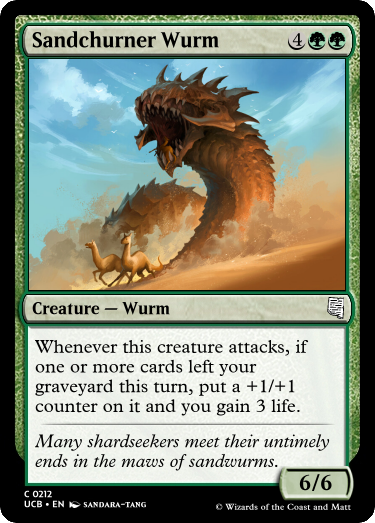 Sandchurner Wurm 4
Creature — Wurm
Whenever this creature attacks, if
one or more cards left your
graveyard this turn, put a +1/+1
counter on it and you gain 3 life.
Many shardseekers meet their untimely
ends in the maws of sandwurms.
6/6
C 0212
UCB • EN SANDARA-TANG
© Wizards of the Coast and Matt